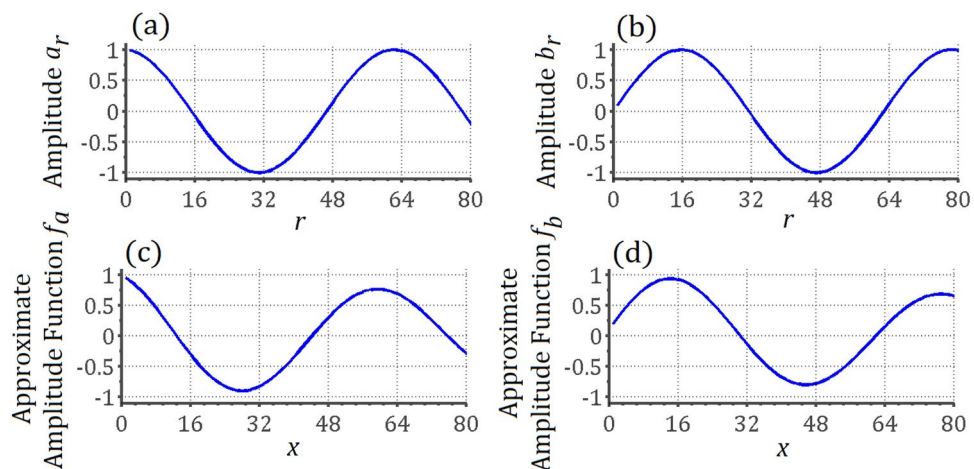 (a)
Amplitude a_r
1
0.5
0
-0.5
-1
0 16 32 48 64 80
r
(b)
Amplitude b_r
1
0.5
0
-0.5
-1
0 16 32 48 64 80
r
(c)
Approximate
Amplitude Function f_a
1
0.5
0
-0.5
-1
0 16 32 48 64 80
x
(d)
Approximate
Amplitude Function f_b
1
0.5
0
-0.5
-1
0 16 32 48 64 80
x